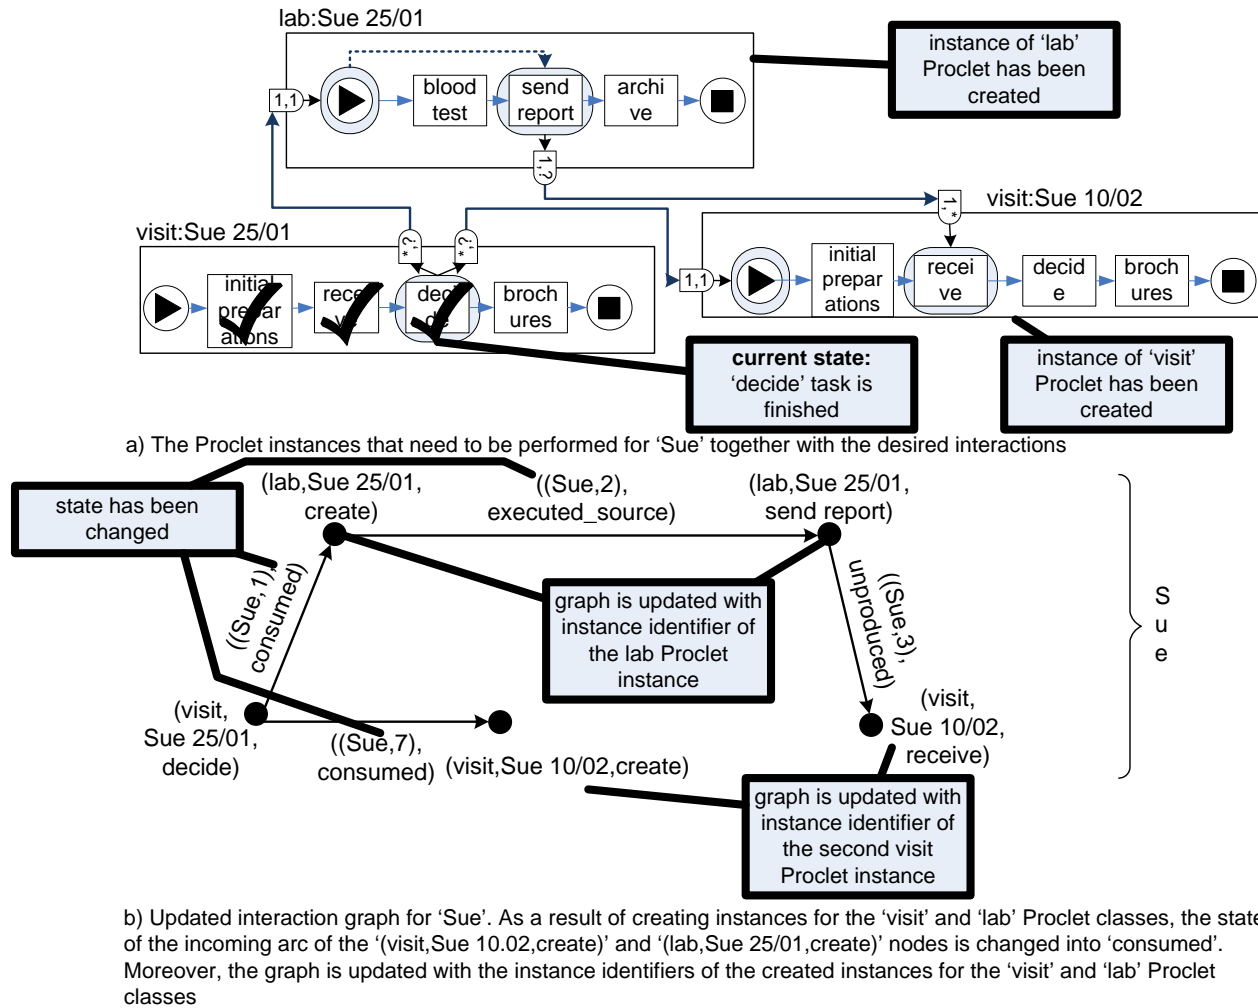 lab:Sue 25/01
instance of ‘lab’
Proclet has been
created
1,1
blood
test
send
report
archi
ve
1,?
visit:Sue 25/01
?,*
?,*
1,*
visit:Sue 10/02
initial
prepar
ations
recei
ve
deci
de
broch
ures
1,1
initial
prepar
ations
recei
ve
decid
e
broch
ures
current state:
‘decide’ task is
finished
instance of ‘visit’
Proclet has been
created
a) The Proclet instances that need to be performed for ‘Sue’ together with the desired interactions
state has been
changed
(lab,Sue 25/01,
create)
((Sue,2),
executed_source)
(lab,Sue 25/01,
send report)
((Sue,1),
consumed)
graph is updated with
instance identifier of
the lab Proclet
instance
((Sue,3),
unproduced)
S
u
e
(visit,
Sue 25/01,
decide)
((Sue,7),
consumed)
(visit,Sue 10/02,create)
(visit,
Sue 10/02,
receive)
graph is updated with
instance identifier of
the second visit
Proclet instance
b) Updated interaction graph for ‘Sue’. As a result of creating instances for the ‘visit’ and ‘lab’ Proclet classes, the state
of the incoming arc of the ‘(visit,Sue 10.02,create)’ and ‘(lab,Sue 25/01,create)’ nodes is changed into ‘consumed’.
Moreover, the graph is updated with the instance identifiers of the created instances for the ‘visit’ and ‘lab’ Proclet
classes